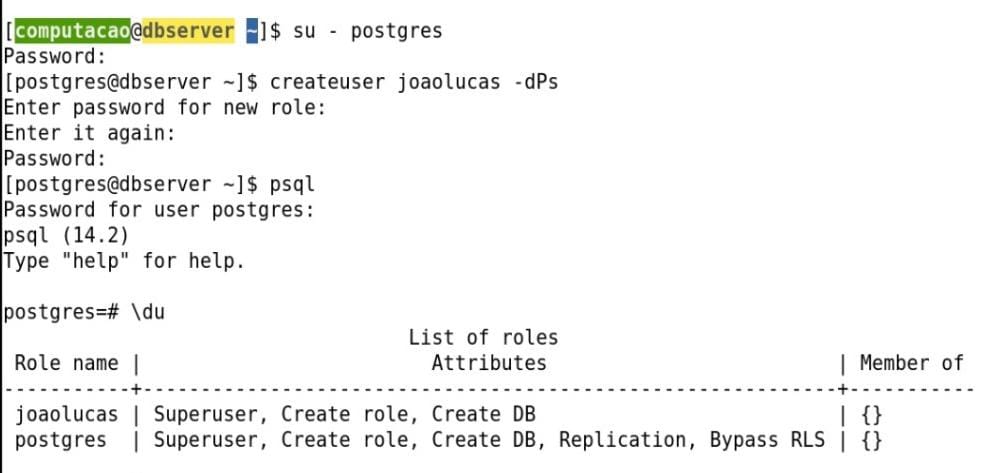 [computacao@dbserver ~]$ su - postgres
Password:
[postgres@dbserver ~]$ createuser joaolucas -dPs
Enter password for new role:
Enter it again:
Password:
[postgres@dbserver ~]$ psql
Password for user postgres:
psql (14.2)
Type "help" for help.

postgres=# \du
                                   List of roles
 Role name |                         Attributes                         | Member of
-----------+------------------------------------------------------------+-----------
 joaolucas | Superuser, Create role, Create DB                          | {}
 postgres  | Superuser, Create role, Create DB, Replication, Bypass RLS | {}